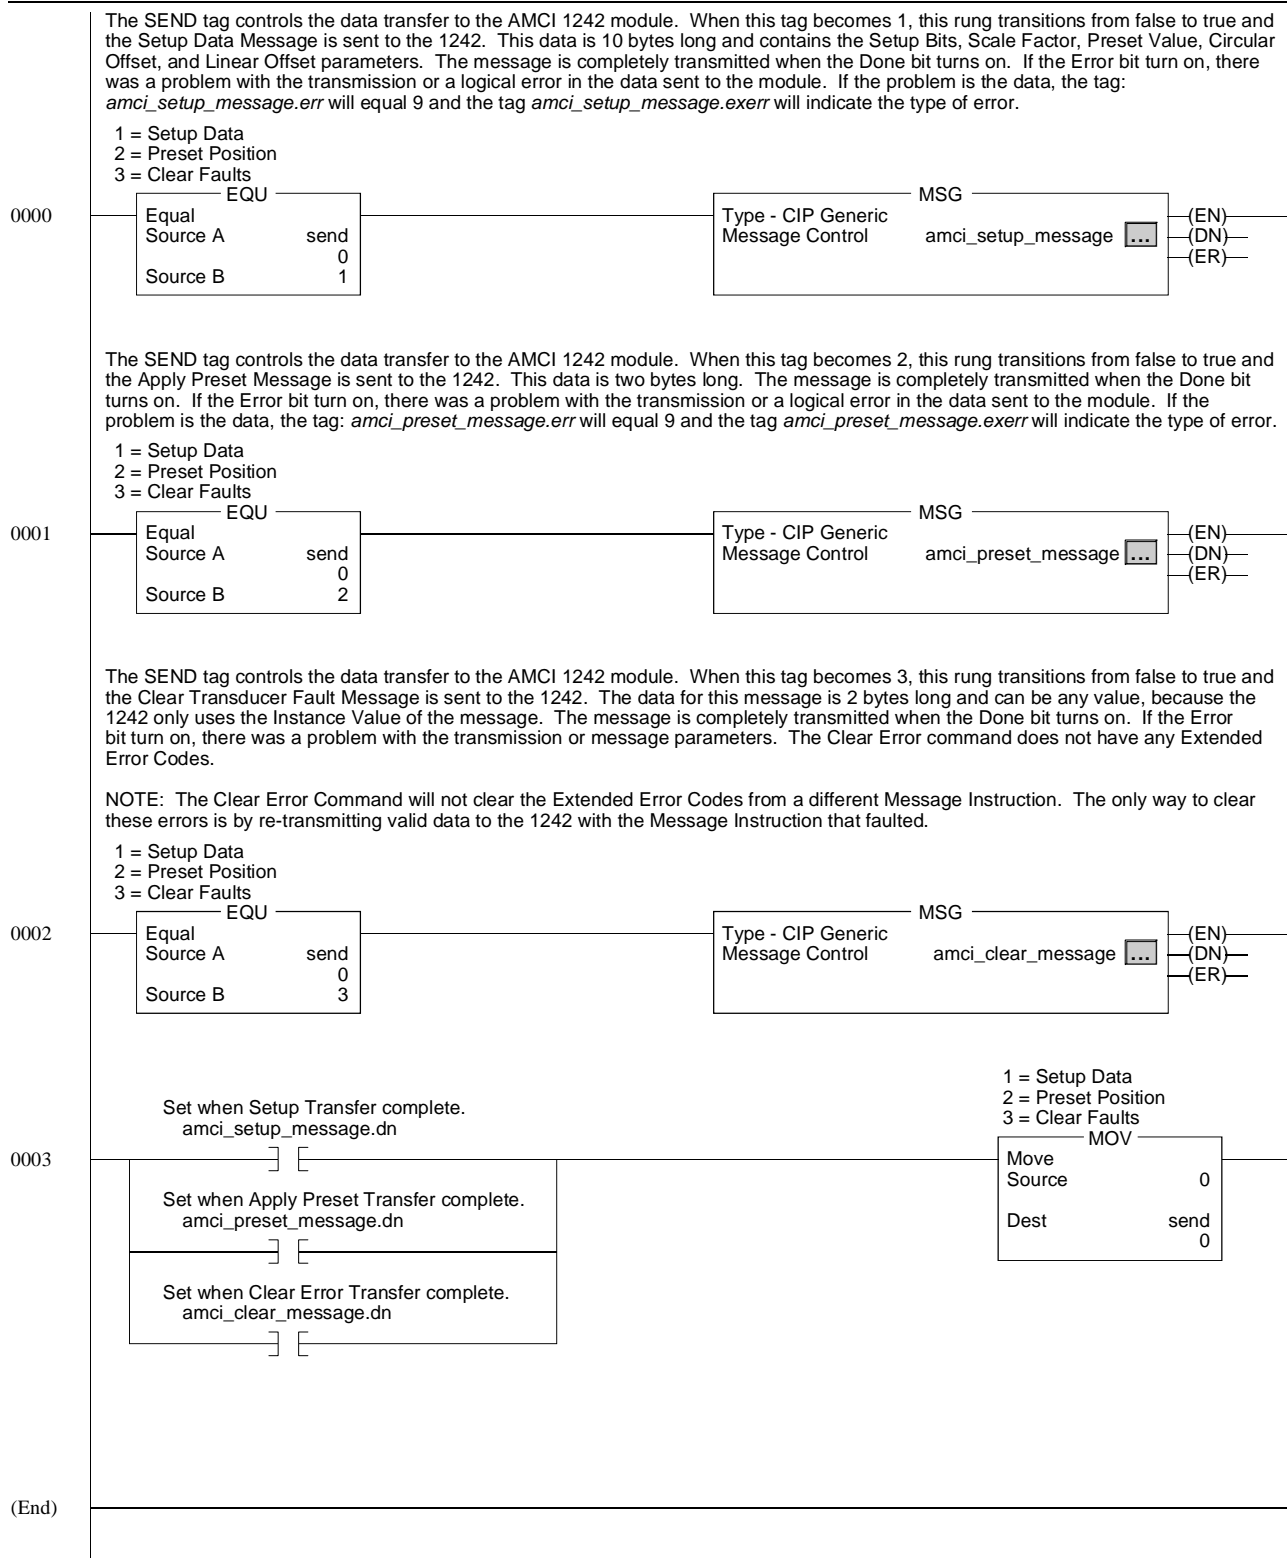 The SEND tag controls the data transfer to the AMCI 1242 module.  When this tag becomes 1, this rung transitions from false to true and
the Setup Data Message is sent to the 1242.  This data is 10 bytes long and contains the Setup Bits, Scale Factor, Preset Value, Circular
Offset, and Linear Offset parameters.  The message is completely transmitted when the Done bit turns on.  If the Error bit turn on, there
was a problem with the transmission or a logical error in the data sent to the module.  If the problem is the data, the tag:
amci_setup_message.err will equal 9 and the tag amci_setup_message.exerr will indicate the type of error.
1 = Setup Data
2 = Preset Position
3 = Clear Faults
EQU
MSG
0000
Equal
Type - CIP Generic
(EN)
Source A send
Message Control amci_setup_message ...
(DN)
0
(ER)
Source B 1
The SEND tag controls the data transfer to the AMCI 1242 module.  When this tag becomes 2, this rung transitions from false to true and
the Apply Preset Message is sent to the 1242.  This data is two bytes long.  The message is completely transmitted when the Done bit
turns on.  If the Error bit turn on, there was a problem with the transmission or a logical error in the data sent to the module.  If the
problem is the data, the tag: amci_preset_message.err will equal 9 and the tag amci_preset_message.exerr will indicate the type of error.
1 = Setup Data
2 = Preset Position
3 = Clear Faults
EQU
MSG
0001
Equal
Type - CIP Generic
(EN)
Source A send
Message Control amci_preset_message ...
(DN)
0
(ER)
Source B 2
The SEND tag controls the data transfer to the AMCI 1242 module.  When this tag becomes 3, this rung transitions from false to true and
the Clear Transducer Fault Message is sent to the 1242.  The data for this message is 2 bytes long and can be any value, because the
1242 only uses the Instance Value of the message.  The message is completely transmitted when the Done bit turns on.  If the Error
bit turn on, there was a problem with the transmission or message parameters.  The Clear Error command does not have any Extended
Error Codes.
NOTE:  The Clear Error Command will not clear the Extended Error Codes from a different Message Instruction.  The only way to clear
these errors is by re-transmitting valid data to the 1242 with the Message Instruction that faulted.
1 = Setup Data
2 = Preset Position
3 = Clear Faults
EQU
MSG
0002
Equal
Type - CIP Generic
(EN)
Source A send
Message Control amci_clear_message ...
(DN)
0
(ER)
Source B 3
1 = Setup Data
2 = Preset Position
3 = Clear Faults
Set when Setup Transfer complete.
amci_setup_message.dn
MOV
0003
Move
Source 0
Set when Apply Preset Transfer complete.
amci_preset_message.dn
Dest send
0
Set when Clear Error Transfer complete.
amci_clear_message.dn
(End)